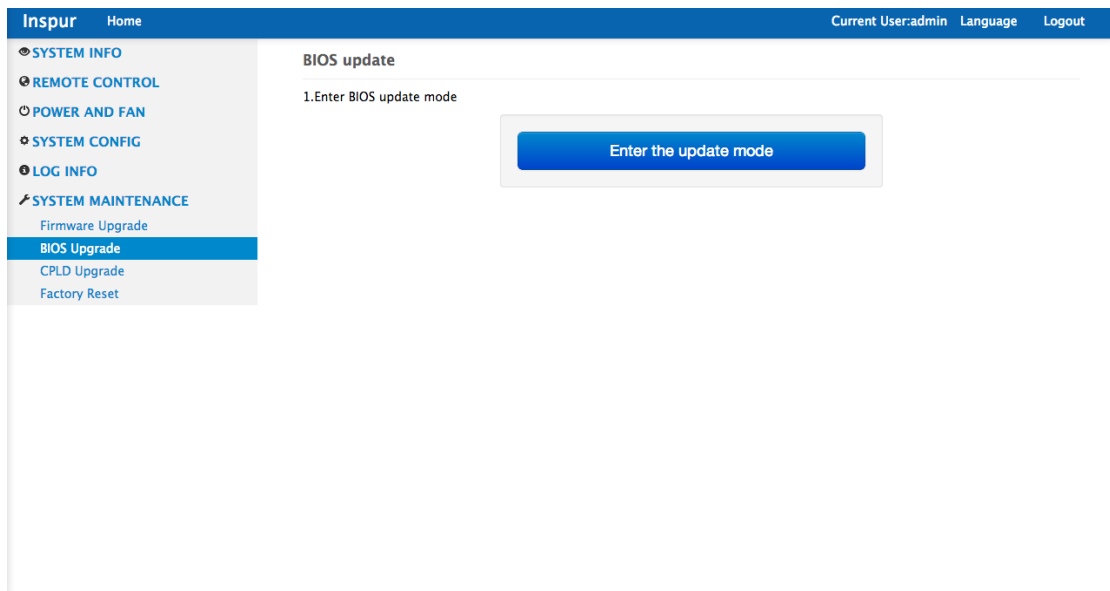 Inspur Home Current User:admin Language Logout
SYSTEM INFO
REMOTE CONTROL
POWER AND FAN
SYSTEM CONFIG
LOG INFO
SYSTEM MAINTENANCE
Firmware Upgrade
BIOS Upgrade
CPLD Upgrade
Factory Reset
BIOS update
1.Enter BIOS update mode
Enter the update mode